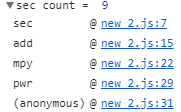 ▼sec count =  9
sec @ new 2.js:7
add @ new 2.js:15
mpy @ new 2.js:22
pwr @ new 2.js:29
(anonymous) @ new 2.js:31